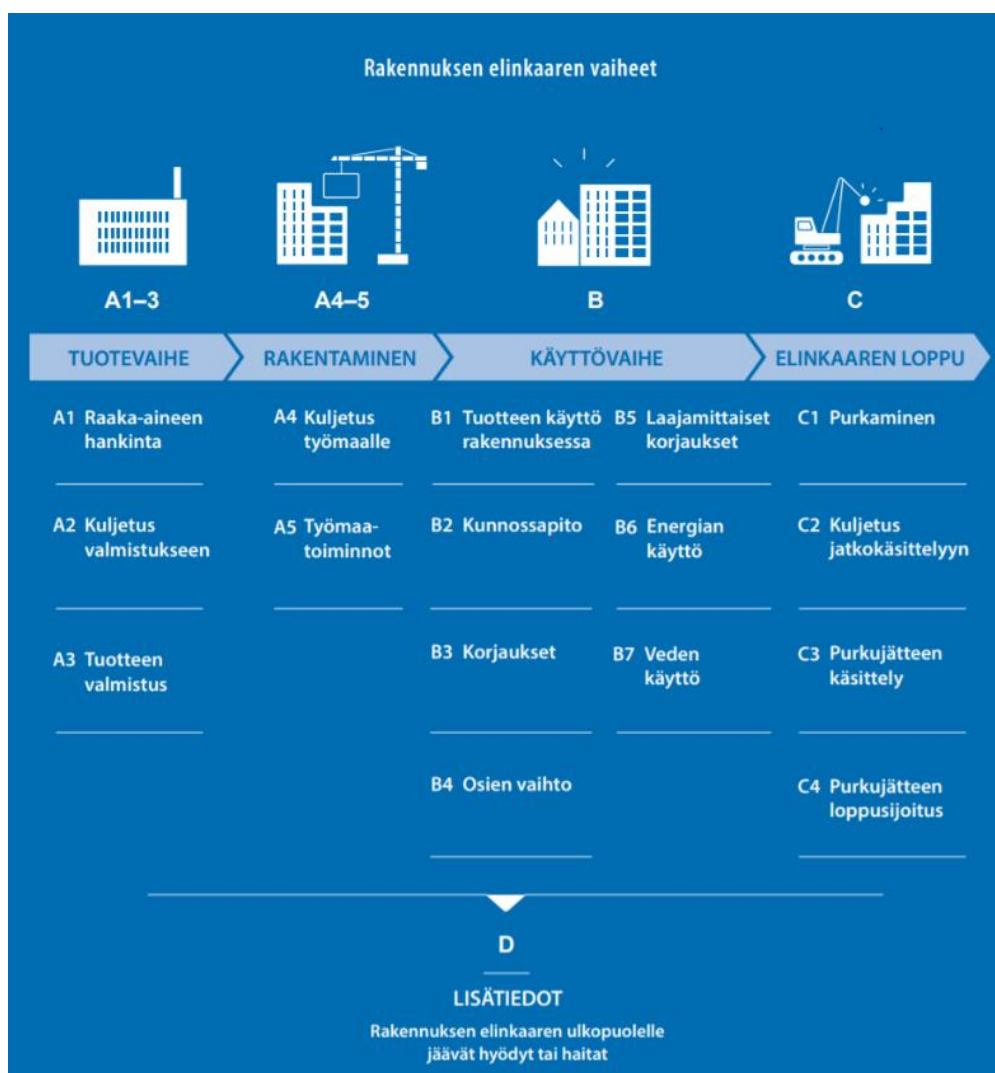 Rakennuksen elinkaaren vaiheet
A1–3
A4–5
B
C
TUOTEVAIHE
RAKENTAMINEN
KÄYTTÖVAIHE
ELINKAAREN LOPPU
A1 Raaka-aineen
hankinta
A2 Kuljetus
valmistukseen
A3 Tuotteen
valmistus
A4 Kuljetus
työmaalle
A5 Työmaa-
toiminnot
B1 Tuotteen käyttö
rakennuksessa
B2 Kunnossapito
B3 Korjaukset
B4 Osien vaihto
B5 Laajamittaiset
korjaukset
B6 Energian
käyttö
B7 Veden
käyttö
C1 Purkaminen
C2 Kuljetus
jatkokäsittelyyn
C3 Purkujätteen
käsittely
C4 Purkujätteen
loppusijoitus
D
LISÄTIEDOT
Rakennuksen elinkaaren ulkopuolelle
jäävät hyödyt tai haitat